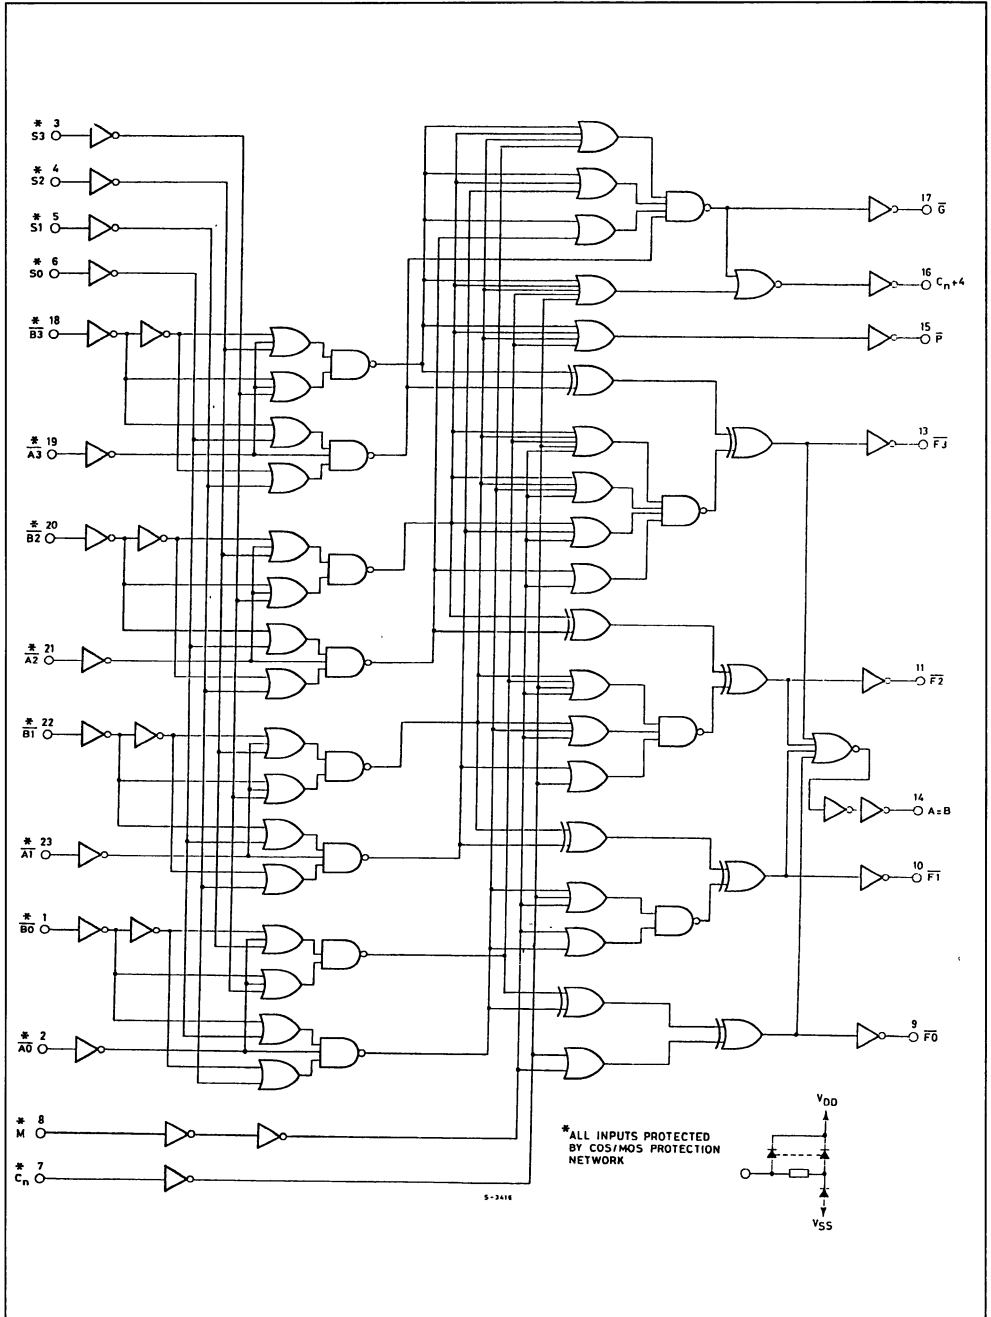 * 3
S3
* 4
S2
* 5
S1
* 6
S0
* 18
B3
* 19
A3
* 20
B2
* 21
A2
* 22
B1
* 23
A1
* 1
B0
* 2
A0
* 8
M
* 7
Cn
17
G
16
Cn+4
15
P
13
F3
11
F2
14
A=B
10
F1
9
F0
*ALL INPUTS PROTECTED
BY COS/MOS PROTECTION
NETWORK
VDD
VSS
S-3416